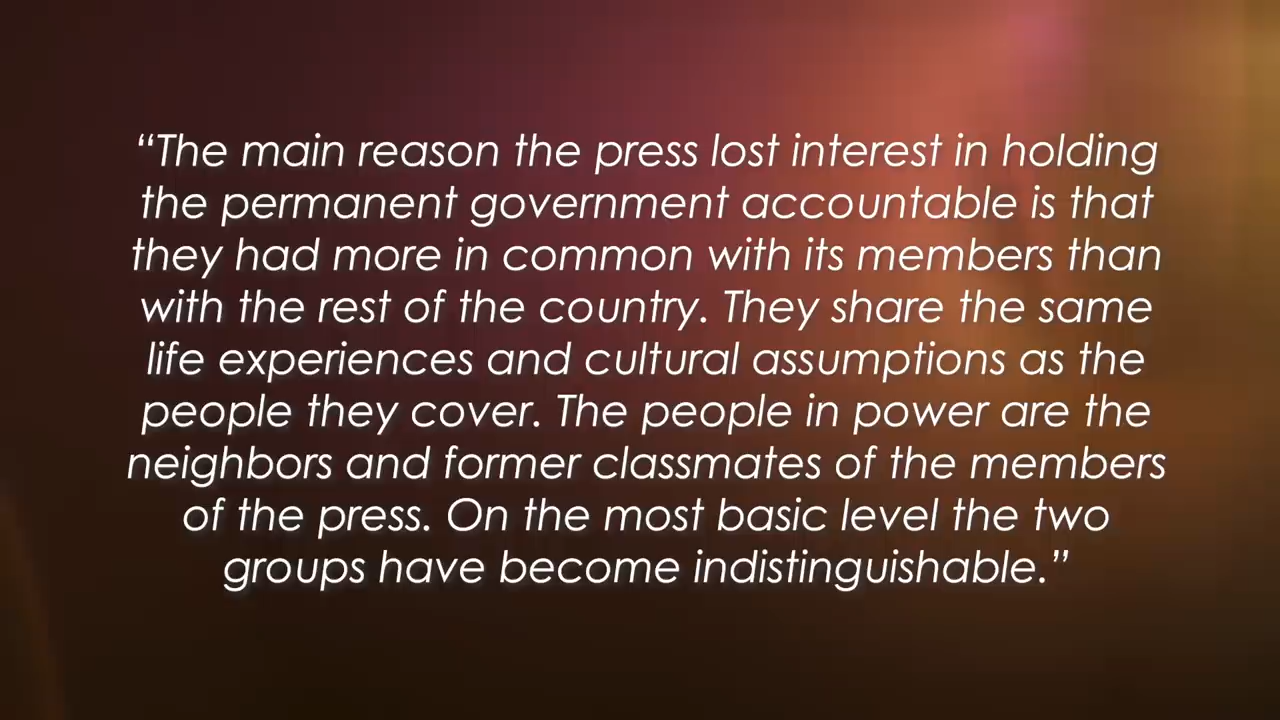 “The main reason the press lost interest in holding
the permanent government accountable is that
they had more in common with its members than
with the rest of the country. They share the same
life experiences and cultural assumptions as the
people they cover. The people in power are the
neighbors and former classmates of the members
of the press. On the most basic level the two
groups have become indistinguishable.”